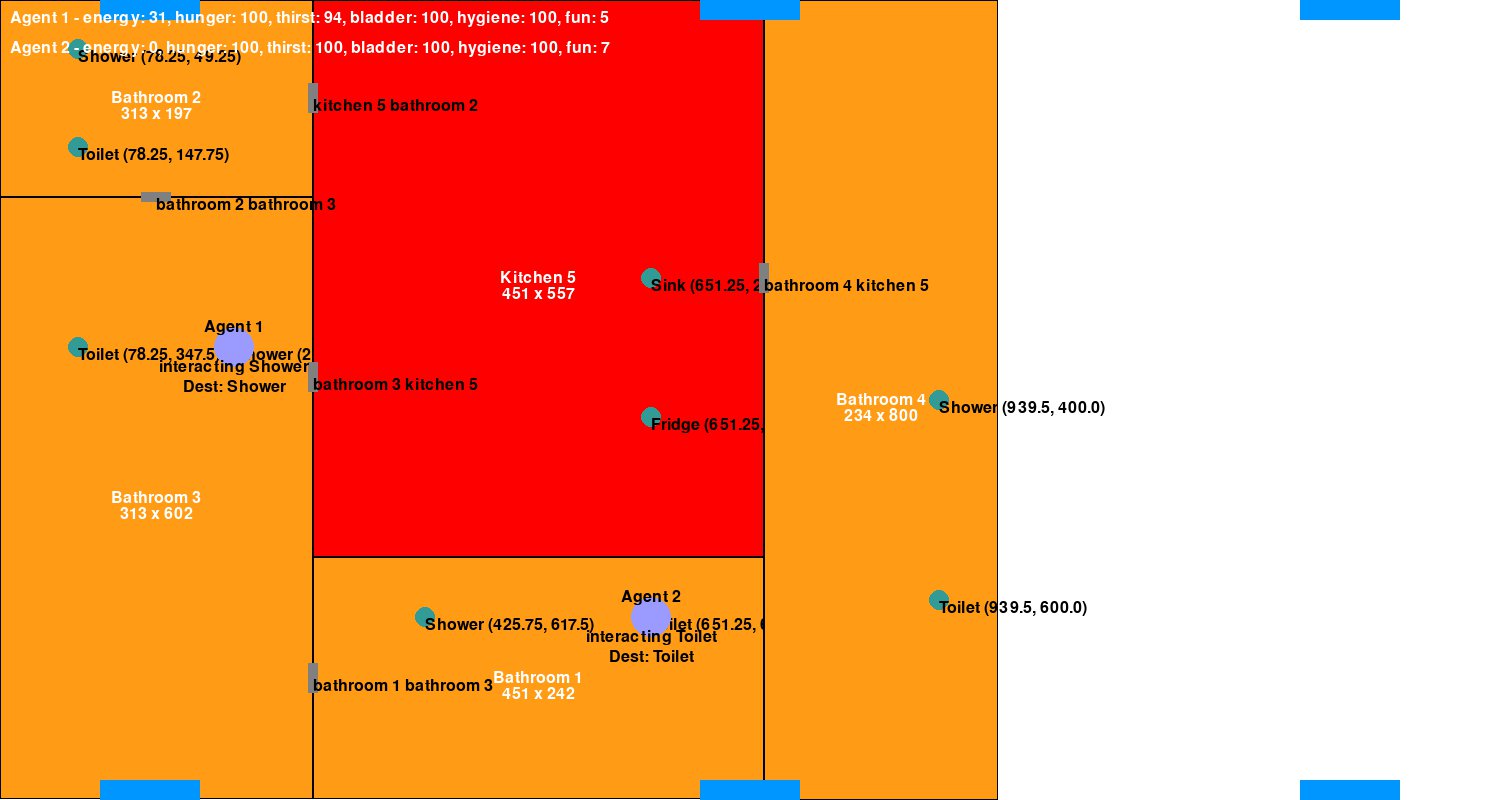 Agent 1 - energy: 31, hunger: 100, thirst: 94, bladder: 100, hygiene: 100, fun: 5
Agent 2 - energy: 0, hunger: 100, thirst: 100, bladder: 100, hygiene: 100, fun: 7
Shower (78.25, 49.25)
Bathroom 2
313 x 197
kitchen 5 bathroom 2
Toilet (78.25, 147.75)
bathroom 2 bathroom 3
Kitchen 5
451 x 557
Sink (651.25,
bathroom 4 kitchen 5
Agent 1
Toilet (78.25, 347.5
interacting Shower
Dest: Shower
bathroom 3 kitchen 5
Bathroom 4
234 x 800
Shower (939.5, 400.0)
Fridge (651.25,
Bathroom 3
313 x 602
Agent 2
Toilet (939.5, 600.0)
Shower (425.75, 617.5)
(651.25,
interacting Toilet
Dest: Toilet
Bathroom 1
451 x 242
bathroom 1 bathroom 3